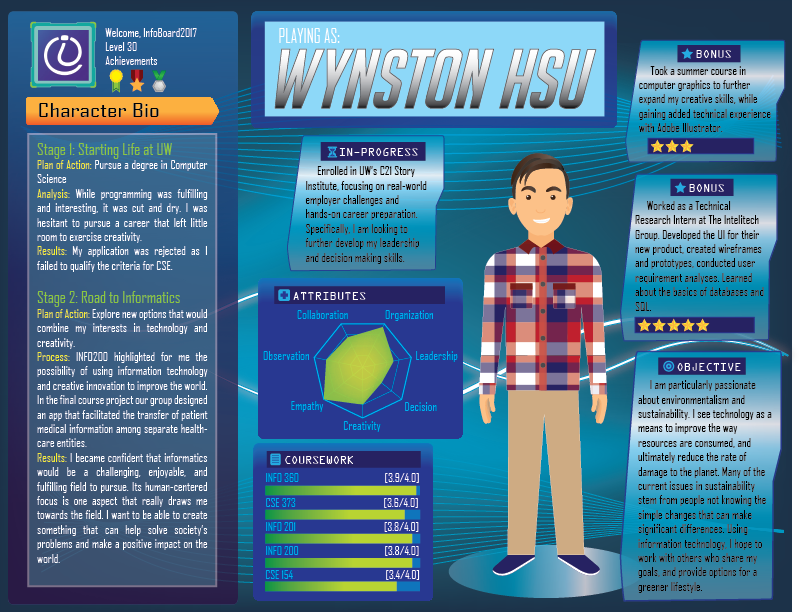 Welcome, InfoBoard2017
Level 30
Achievements
Character Bio
Stage 1: Starting Life at UW
Plan of Action: Pursue a degree in Computer
Science
Analysis: While programming was fulfilling
and interesting, it was cut and dry. I was
hesitant to pursue a career that left little
room to exercise creativity.
Results: My application was rejected as I
failed to qualify the criteria for CSE.
Stage 2: Road to Informatics
Plan of Action: Explore new options that would
combine my interests in technology and
creativity.
Process: INFO200 highlighted for me the
possibility of using information technology
and creative innovation to improve the world.
In the final course project our group designed
an app that facilitated the transfer of patient
medical information among separate health-
care entities.
Results: I became confident that informatics
would be a challenging, enjoyable, and
fulfilling field to pursue. Its human-centered
focus is one aspect that really draws me
towards the field. I want to be able to create
something that can help solve society's
problems and make a positive impact on the
world.
PLAYING AS:
WYNSTON HSU
IN-PROGRESS
Enrolled in UW's C21 Story
Institute, focusing on real-world
employer challenges and
hands-on career preparation.
Specifically, I am looking to
further develop my leadership
and decision making skills.
ATTRIBUTES
Collaboration
Organization
Observation
Leadership
Empathy
Decision
Creativity
COURSEWORK
INFO 360 [3.9/4.0]
CSE 373 [3.6/4.0]
INFO 201 [3.8/4.0]
INFO 200 [3.8/4.0]
CSE 154 [3.4/4.0]
BONUS
Took a summer course in
computer graphics to further
expand my creative skills, while
gaining added technical experience
with Adobe Illustrator.
BONUS
Worked as a Technical
Research Intern at The Intelitech
Group. Developed the UI for their
new product, created wireframes
and prototypes, conducted user
requirement analyses. Learned
about the basics of databases and
SQL.
OBJECTIVE
I am particularly passionate
about environmentalism and
sustainability. I see technology as a
means to improve the way
resources are consumed, and
ultimately reduce the rate of
damage to the planet. Many of the
current issues in sustainability
stem from people not knowing the
simple changes that can make
significant differences. Using
information technology, I hope to
work with others who share my
goals, and provide options for a
greener lifestyle.